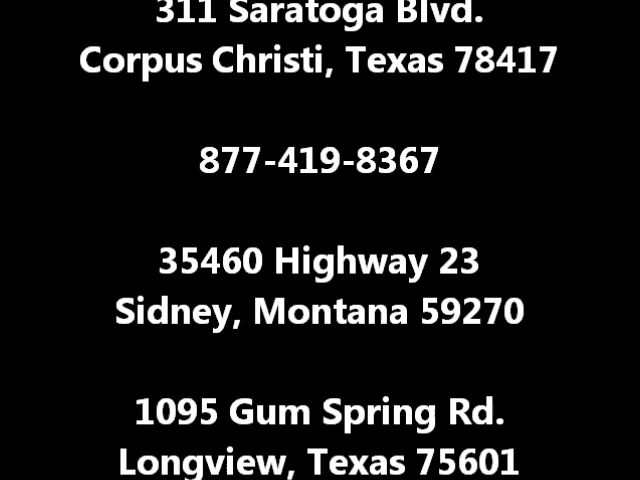 311 Saratoga Blvd.
Corpus Christi, Texas 78417
877-419-8367
35460 Highway 23
Sidney, Montana 59270
1095 Gum Spring Rd.
Longview, Texas 75601